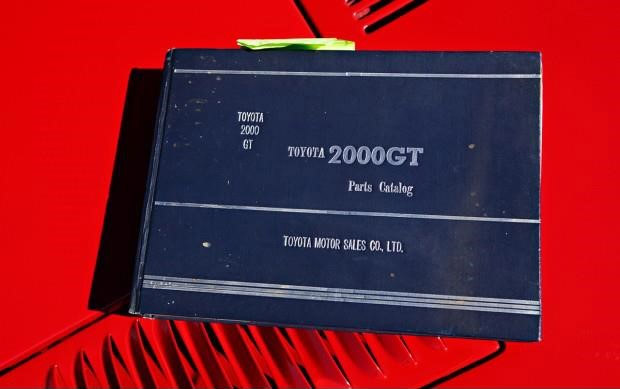 TOYOTA
2000
GT
TOYOTA 2000GT
Parts Catalog
TOYOTA MOTOR SALES CO., LTD.